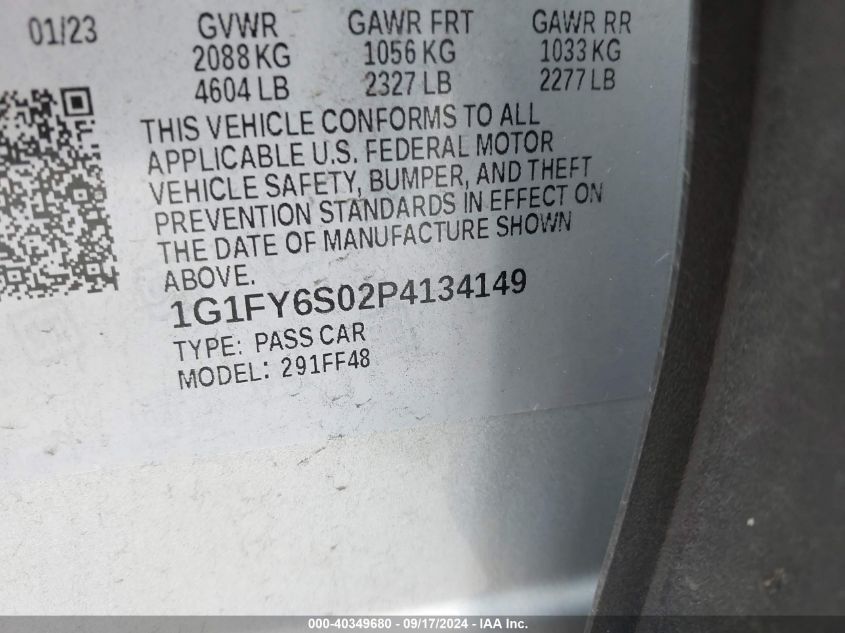 01/23 GVWR GAWR FRT GAWR RR
2088 KG 1056 KG 1033 KG
4604 LB 2327 LB 2277 LB
THIS VEHICLE CONFORMS TO ALL
APPLICABLE U.S. FEDERAL MOTOR
VEHICLE SAFETY, BUMPER, AND THEFT
PREVENTION STANDARDS IN EFFECT ON
THE DATE OF MANUFACTURE SHOWN
ABOVE.
1G1FY6S02P4134149
TYPE: PASS CAR
MODEL: 291FF48
000-40349680 - 09/17/2024 - IAA Inc.